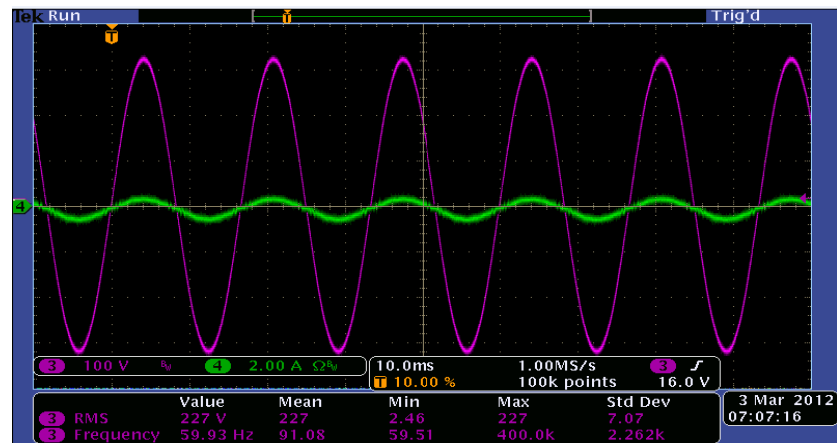 Tek Run Trig'd
T
T
4
3 100 V 4 2.00 A Ω
10.0ms 1.00MS/s 3
T 10.00 % 100k points 16.0 V
Value Mean Min Max Std Dev
3 RMS 227 V 227 2.46 227 7.07
3 Frequency 59.93 Hz 91.08 59.51 400.0k 2.262k
3 Mar 2012
07:07:16